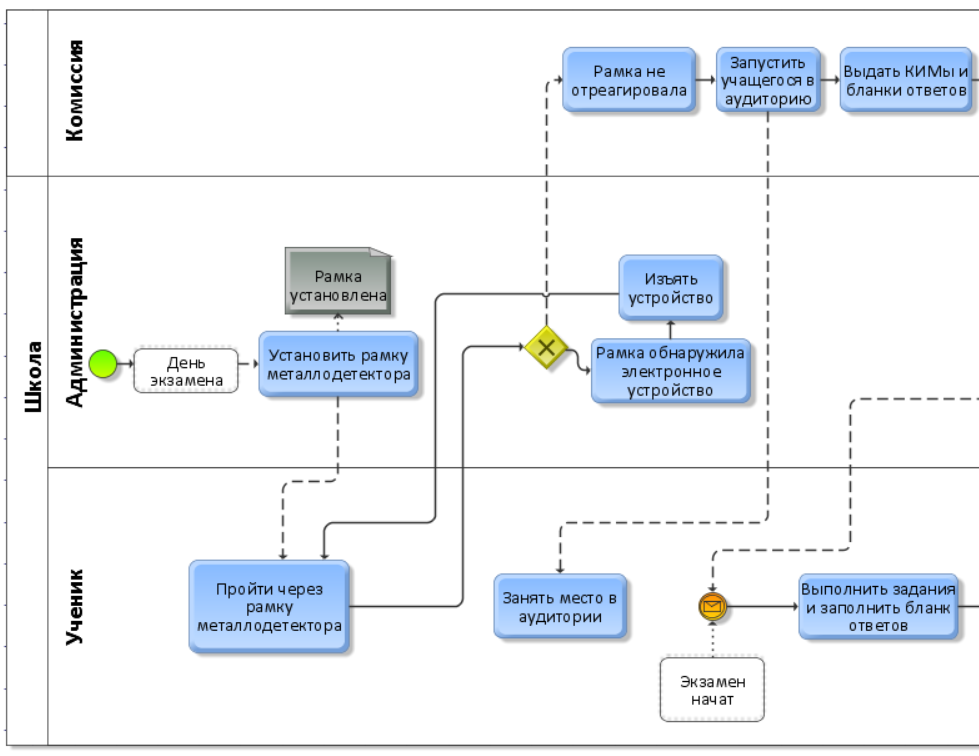 Школа
Комиссия
Рамка не
отреагировала
Запустить
учащегося в
аудиторию
Выдать КИМы и
бланки ответов
Администрация
День
экзамена
Рамка
установлена
Установить рамку
металлодетектора
Изъять
устройство
Рамка обнаружила
электронное
устройство
Ученик
Пройти через
рамку
металлодетектора
Занять место в
аудитории
Экзамен
начат
Выполнить задания
и заполнить бланк
ответов